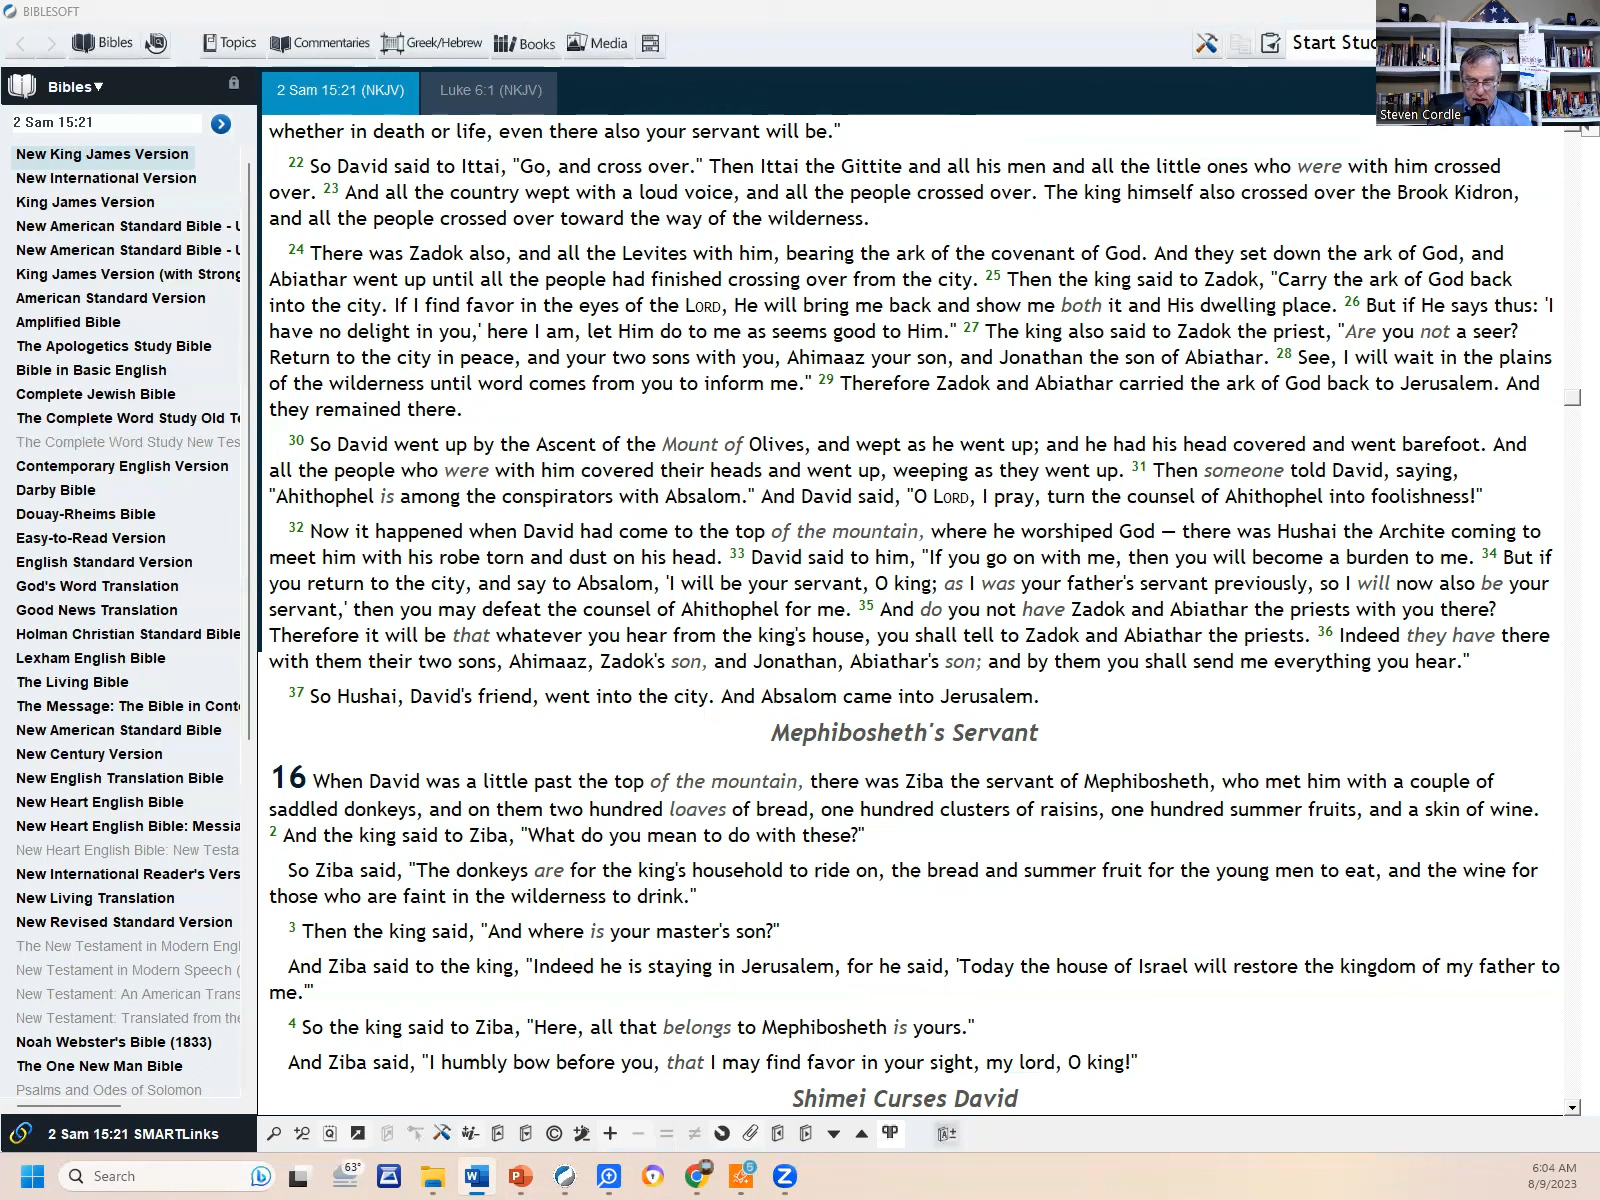 BIBLESOFT
Bibles
Topics
Commentaries
Greek/Hebrew
Books
Media
Start Stu
Steven Cordle
Bibles▼
2 Sam 15:21 (NKJV)
Luke 6:1 (NKJV)
2 Sam 15:21
New King James Version
New International Version
King James Version
New American Standard Bible - U
New American Standard Bible - U
King James Version (with Strong
American Standard Version
Amplified Bible
The Apologetics Study Bible
Bible in Basic English
Complete Jewish Bible
The Complete Word Study Old Te
The Complete Word Study New Tes
Contemporary English Version
Darby Bible
Douay-Rheims Bible
Easy-to-Read Version
English Standard Version
God's Word Translation
Good News Translation
Holman Christian Standard Bible
Lexham English Bible
The Living Bible
The Message: The Bible in Conte
New American Standard Bible
New Century Version
New English Translation Bible
New Heart English Bible
New Heart English Bible: Messia
New Heart English Bible: New Testa
New International Reader's Vers
New Living Translation
New Revised Standard Version
The New Testament in Modern Engl
New Testament in Modern Speech (
New Testament: An American Trans
New Testament: Translated from the
Noah Webster's Bible (1833)
The One New Man Bible
Psalms and Odes of Solomon
whether in death or life, even there also your servant will be."
22 So David said to Ittai, "Go, and cross over." Then Ittai the Gittite and all his men and all the little ones who were with him crossed
over. 23 And all the country wept with a loud voice, and all the people crossed over. The king himself also crossed over the Brook Kidron,
and all the people crossed over toward the way of the wilderness.
24 There was Zadok also, and all the Levites with him, bearing the ark of the covenant of God. And they set down the ark of God, and
Abiathar went up until all the people had finished crossing over from the city. 25 Then the king said to Zadok, "Carry the ark of God back
into the city. If I find favor in the eyes of the LORD, He will bring me back and show me both it and His dwelling place. 26 But if He says thus: 'I
have no delight in you,' here I am, let Him do to me as seems good to Him." 27 The king also said to Zadok the priest, "Are you not a seer?
Return to the city in peace, and your two sons with you, Ahimaaz your son, and Jonathan the son of Abiathar. 28 See, I will wait in the plains
of the wilderness until word comes from you to inform me." 29 Therefore Zadok and Abiathar carried the ark of God back to Jerusalem. And
they remained there.
30 So David went up by the Ascent of the Mount of Olives, and wept as he went up; and he had his head covered and went barefoot. And
all the people who were with him covered their heads and went up, weeping as they went up. 31 Then someone told David, saying,
"Ahithophel is among the conspirators with Absalom." And David said, "O LORD, I pray, turn the counsel of Ahithophel into foolishness!"
32 Now it happened when David had come to the top of the mountain, where he worshiped God — there was Hushai the Archite coming to
meet him with his robe torn and dust on his head. 33 David said to him, "If you go on with me, then you will become a burden to me. 34 But if
you return to the city, and say to Absalom, 'I will be your servant, O king; as I was your father's servant previously, so I will now also be your
servant,' then you may defeat the counsel of Ahithophel for me. 35 And do you not have Zadok and Abiathar the priests with you there?
Therefore it will be that whatever you hear from the king's house, you shall tell to Zadok and Abiathar the priests. 36 Indeed they have there
with them their two sons, Ahimaaz, Zadok's son, and Jonathan, Abiathar's son; and by them you shall send me everything you hear."
37 So Hushai, David's friend, went into the city. And Absalom came into Jerusalem.
Mephibosheth's Servant
16 When David was a little past the top of the mountain, there was Ziba the servant of Mephibosheth, who met him with a couple of
saddled donkeys, and on them two hundred loaves of bread, one hundred clusters of raisins, one hundred summer fruits, and a skin of wine.
2 And the king said to Ziba, "What do you mean to do with these?"
So Ziba said, "The donkeys are for the king's household to ride on, the bread and summer fruit for the young men to eat, and the wine for
those who are faint in the wilderness to drink."
3 Then the king said, "And where is your master's son?"
And Ziba said to the king, "Indeed he is staying in Jerusalem, for he said, 'Today the house of Israel will restore the kingdom of my father to
me.'"
4 So the king said to Ziba, "Here, all that belongs to Mephibosheth is yours."
And Ziba said, "I humbly bow before you, that I may find favor in your sight, my lord, O king!"
Shimei Curses David
2 Sam 15:21 SMARTLinks
Search
63°
5
6:04 AM
8/9/2023